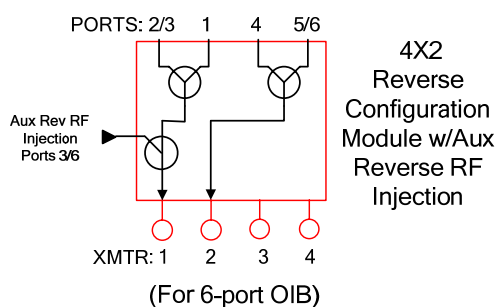 PORTS: 2/3 1 4 5/6
4X2
Reverse
Configuration
Module w/Aux
Reverse RF
Injection
Aux Rev RF
Injection
Ports 3/6
XMTR: 1 2 3 4
(For 6-port OIB)